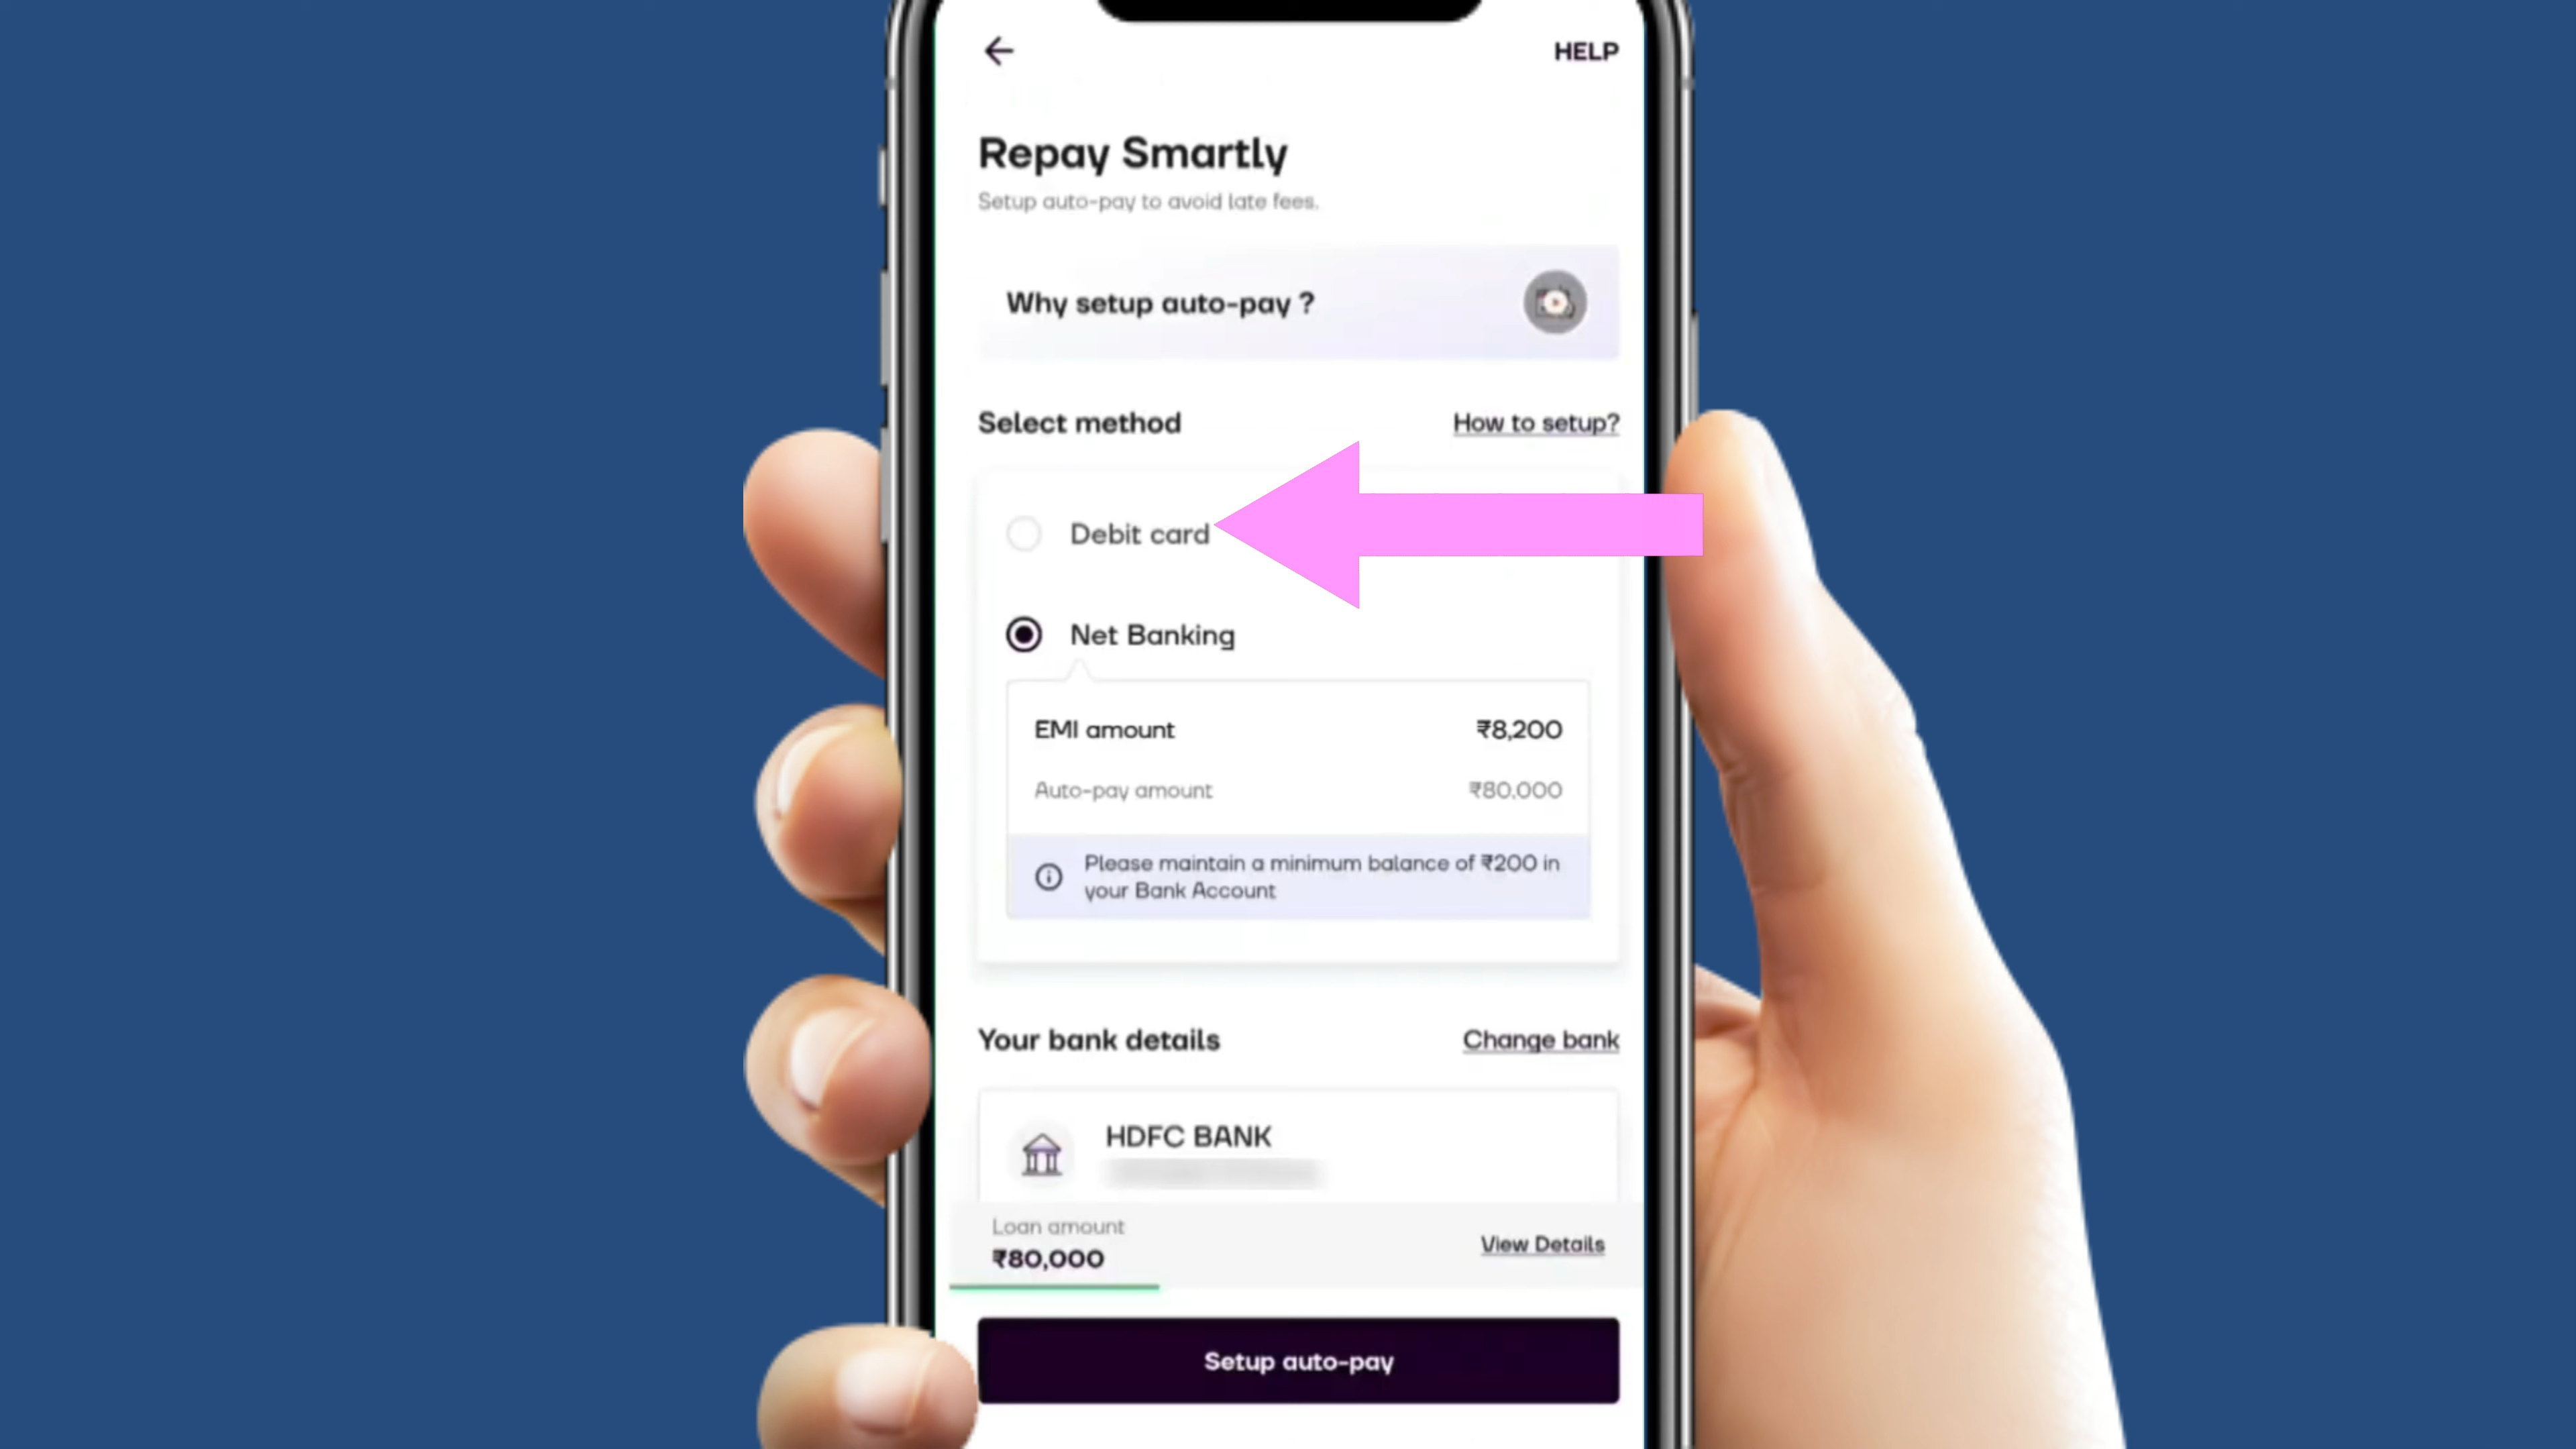 HELP
Repay Smartly
Setup auto-pay to avoid late fees.
Why setup auto-pay ?
Select method
How to setup?
Debit card
Net Banking
EMI amount
₹8,200
Auto-pay amount
₹80,000
Please maintain a minimum balance of ₹200 in
your Bank Account
Your bank details
Change bank
HDFC BANK
Loan amount
₹80,000
View Details
Setup auto-pay